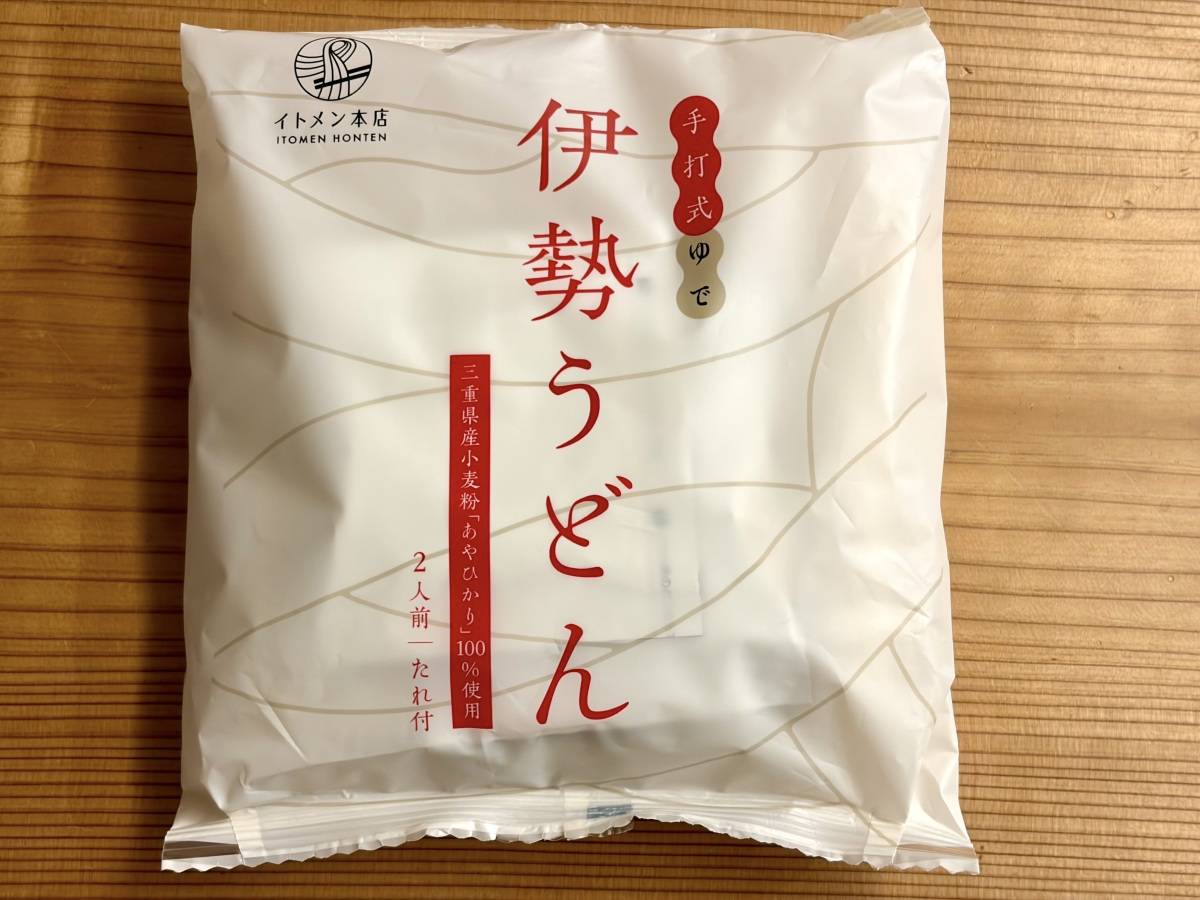 イトメン本店
ITOMEN HONTEN
手打式ゆで
伊勢うどん
三重県産小麦粉「あやひかり」100%使用
2人前|たれ付